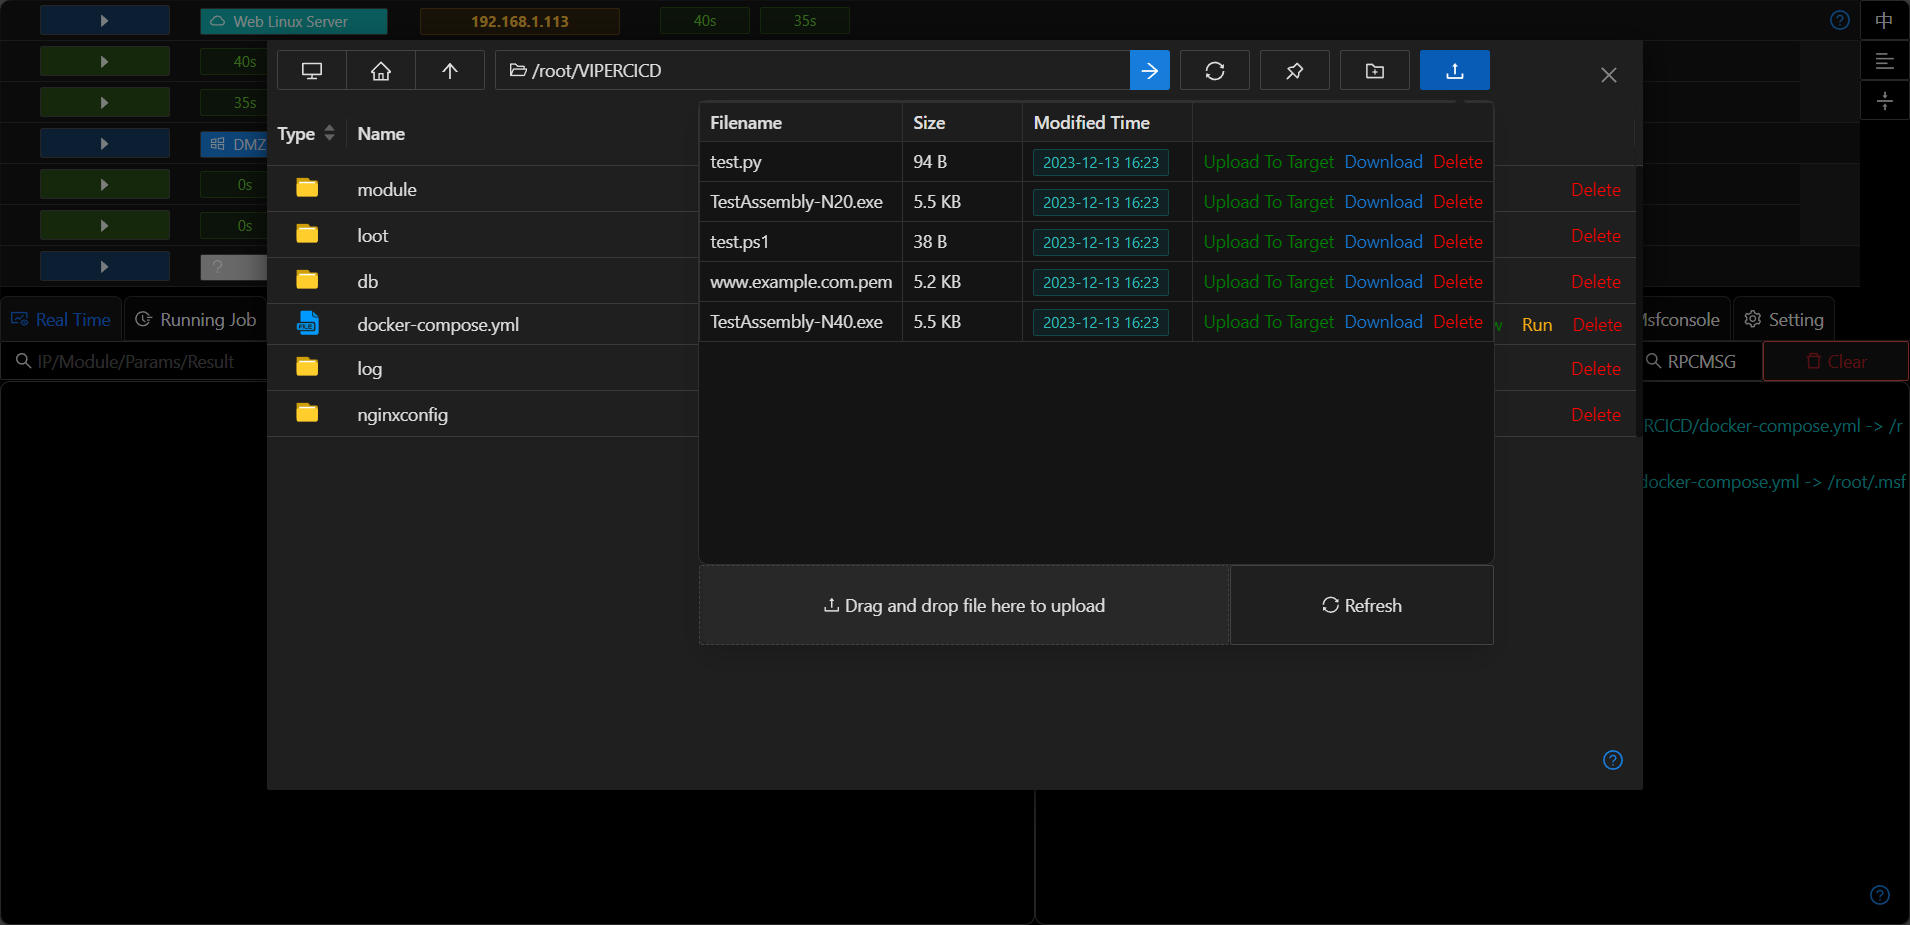 Web Linux Server 192.168.1.113 40s 35s 中
40s
/root/VIPERCICD
35s
Type Name
Filename Size Modified Time
DMZ
test.py 94 B 2023-12-13 16:23 Upload To Target Download Delete
module Delete
0s
TestAssembly-N20.exe 5.5 KB 2023-12-13 16:23 Upload To Target Download Delete
loot Delete
0s
test.ps1 38 B 2023-12-13 16:23 Upload To Target Download Delete
?
db Delete
www.example.com.pem 5.2 KB 2023-12-13 16:23 Upload To Target Download Delete
docker-compose.yml w Run Delete
TestAssembly-N40.exe 5.5 KB 2023-12-13 16:23 Upload To Target Download Delete
Real Time Running Job Msfconsole Setting
IP/Module/Params/Result RPCMSG Clear
log Delete
nginxconfig Delete
RCICD/docker-compose.yml -> /r
docker-compose.yml -> /root/.msf
Drag and drop file here to upload Refresh